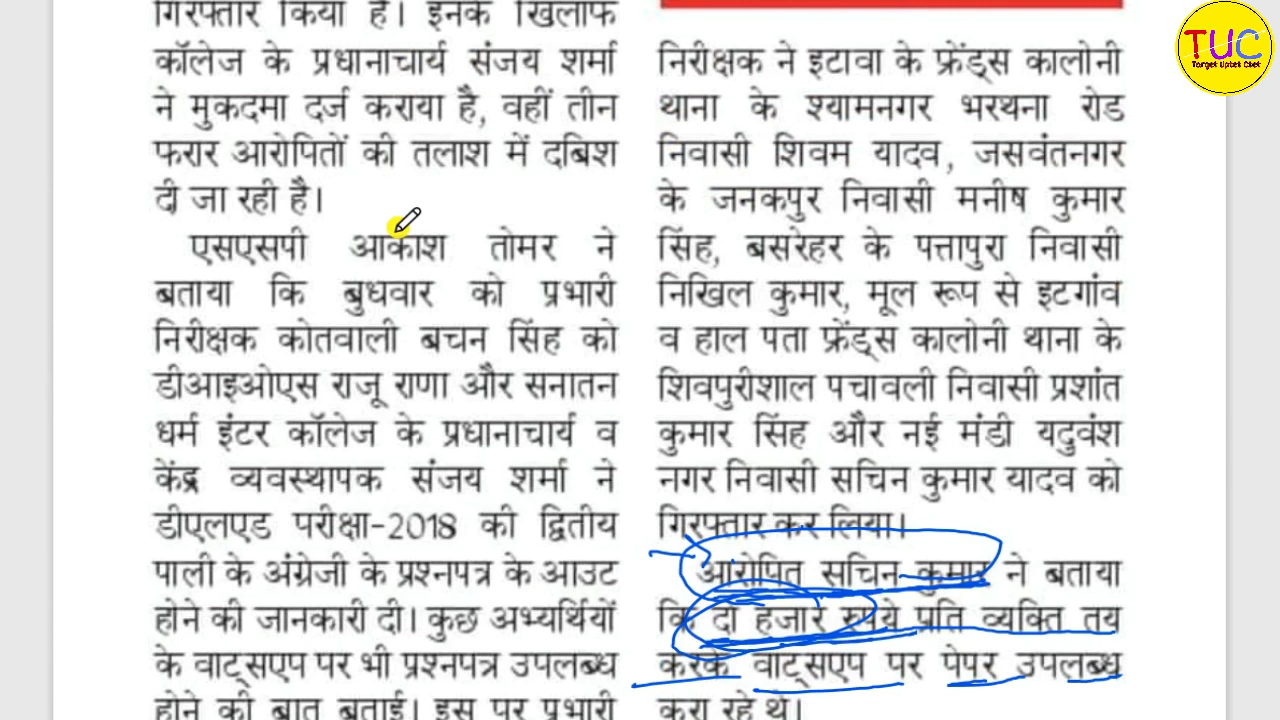 गिरफ्तार किया है। इनके खिलाफ
कॉलेज के प्रधानाचार्य संजय शर्मा
ने मुकदमा दर्ज कराया है, वहीं तीन
फरार आरोपितों की तलाश में दबिश
दी जा रही है।
एसएसपी आकाश तोमर ने
बताया कि बुधवार को प्रभारी
निरीक्षक कोतवाली बचन सिंह को
डीआइओएस राजू राणा और सनातन
धर्म इंटर कॉलेज के प्रधानाचार्य व
केंद्र व्यवस्थापक संजय शर्मा ने
डीएलएड परीक्षा-2018 की द्वितीय
पाली के अंग्रेजी के प्रश्नपत्र के आउट
होने की जानकारी दी। कुछ अभ्यर्थियों
के वाट्सएप पर भी प्रश्नपत्र उपलब्ध
होने की बात बताई। इस पर प्रभारी
निरीक्षक ने इटावा के फ्रेंड्स कालोनी
थाना के श्यामनगर भरथना रोड
निवासी शिवम यादव, जसवंतनगर
के जनकपुर निवासी मनीष कुमार
सिंह, बसरेहर के पत्तापुरा निवासी
निखिल कुमार, मूल रूप से इटगांव
व हाल पता फ्रेंड्स कालोनी थाना के
शिवपुरीशाल पचावली निवासी प्रशांत
कुमार सिंह और नई मंडी यदुवंश
नगर निवासी सचिन कुमार यादव को
गिरफ्तार कर लिया।
आरोपित सचिन कुमार ने बताया
कि दो हजार रुपये प्रति व्यक्ति तय
करके वाट्सएप पर पेपर उपलब्ध
करा रहे थे।
TUC
Target Uptet Ctet